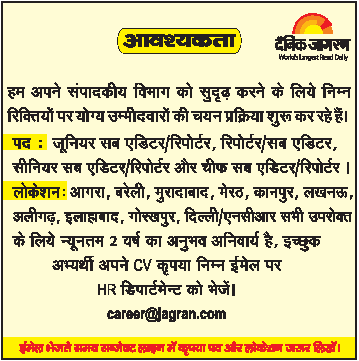 आवश्यकता
दैनिक जागरण
World's Largest Read Daily
हम अपने संपादकीय विभाग को सुदृढ़ करने के लिये निम्न
रिक्तियों पर योग्य उम्मीदवारों की चयन प्रक्रिया शुरू कर रहे हैं।
पद : जूनियर सब एडिटर/रिपोर्टर, रिपोर्टर/सब एडिटर,
सीनियर सब एडिटर/रिपोर्टर और चीफ सब एडिटर/रिपोर्टर।
लोकेशन: आगरा, बरेली, मुरादाबाद, मेरठ, कानपुर, लखनऊ,
अलीगढ़, इलाहाबाद, गोरखपुर, दिल्ली/एनसीआर सभी उपरोक्त
के लिये न्यूनतम 2 वर्ष का अनुभव अनिवार्य है, इच्छुक
अभ्यर्थी अपने CV कृपया निम्न ईमेल पर
HR डिपार्टमेन्ट को भेजें।
career@jagran.com
ईमेल भेजते समय सब्जैक्ट लाइन में कृपया पद और लोकेशन जरूर लिखें।